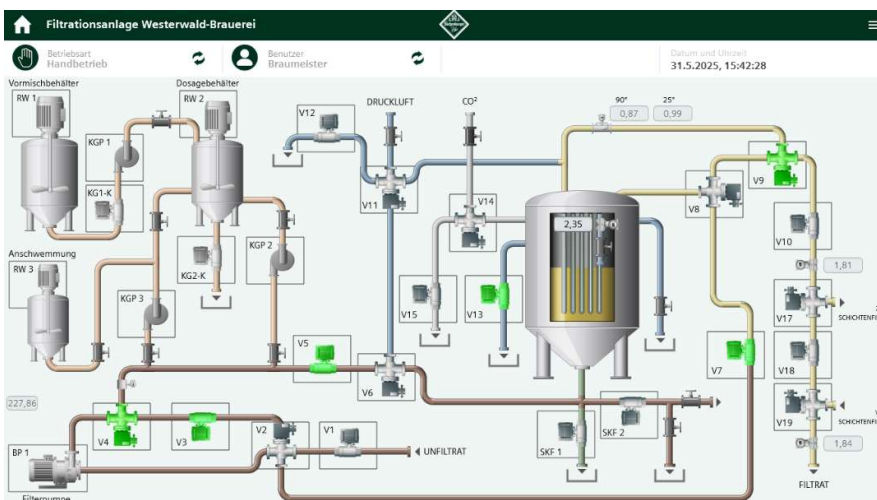 Filtrationsanlage Westerwald-Brauerei
Betriebsart
Handbetrieb
Benutzer
Braumeister
Datum und Uhrzeit
31.5.2025, 15:42:28
Vormischbehälter
RW 1
KGP 1
KG1-K
Dosagebehälter
RW 2
KG2-K
KGP 2
Anschwemmung
RW 3
KGP 3
V12
DRUCKLUFT
CO²
90°
25°
0,87
0,99
V11
V14
V15
V13
2,35
V8
V9
V10
1,81
V17
SCHICHTENFI
V18
V7
V19
SCHICHTENFI
1,84
FILTRAT
V5
V6
227,86
V4
V3
V2
V1
UNFILTRAT
SKF 1
SKF 2
BP 1
Filterpumpe